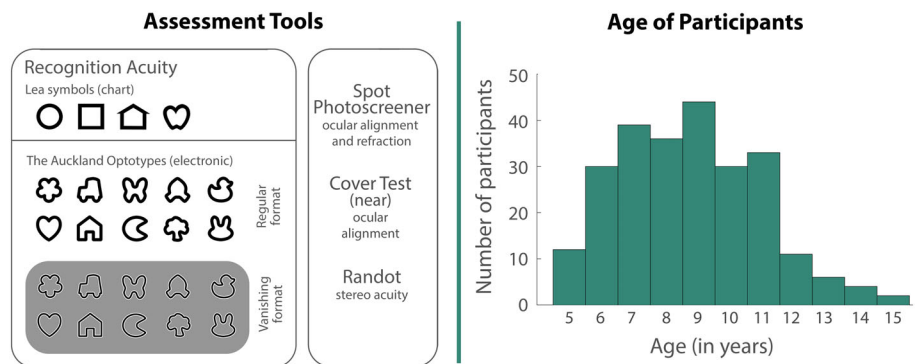 Assessment Tools
Recognition Acuity
Lea symbols (chart)
The Auckland Optotypes (electronic)
Regular
format
Vanishing
format
Spot
Photoscreener
ocular alignment
and refraction
Cover Test
(near)
ocular
alignment
Randot
stereo acuity
Age of Participants
Number of participants
50
40
30
20
10
0
5 6 7 8 9 10 11 12 13 14 15
Age (in years)